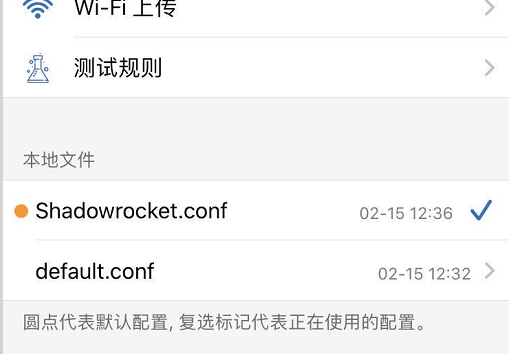 Wi-Fi 上传
测试规则
本地文件
Shadowrocket.conf 02-15 12:36
default.conf 02-15 12:32
圆点代表默认配置, 复选标记代表正在使用的配置。